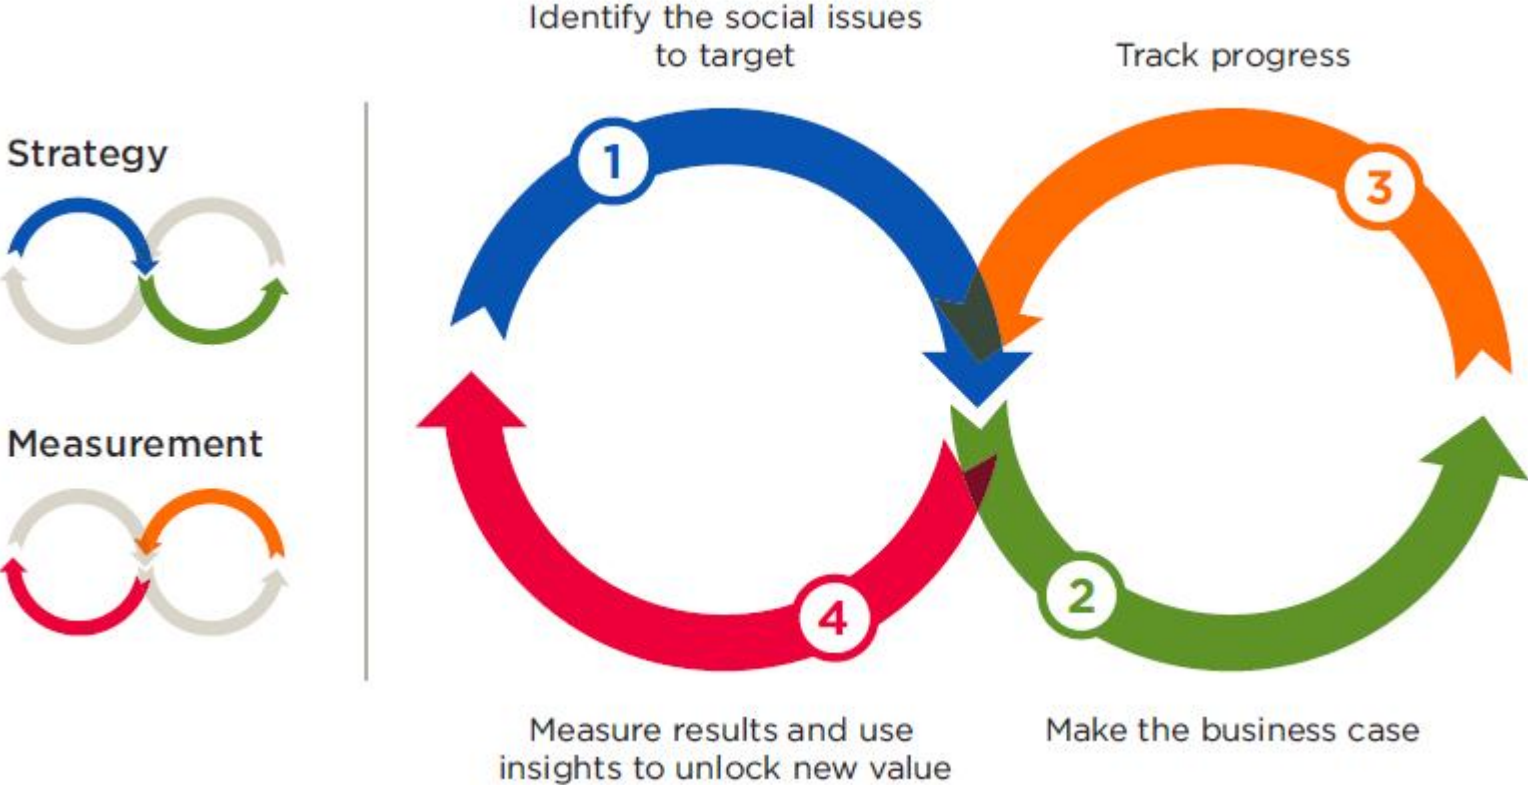 Strategy
Measurement
Identify the social issues
to target
Track progress
1
3
2
4
Measure results and use
insights to unlock new value
Make the business case